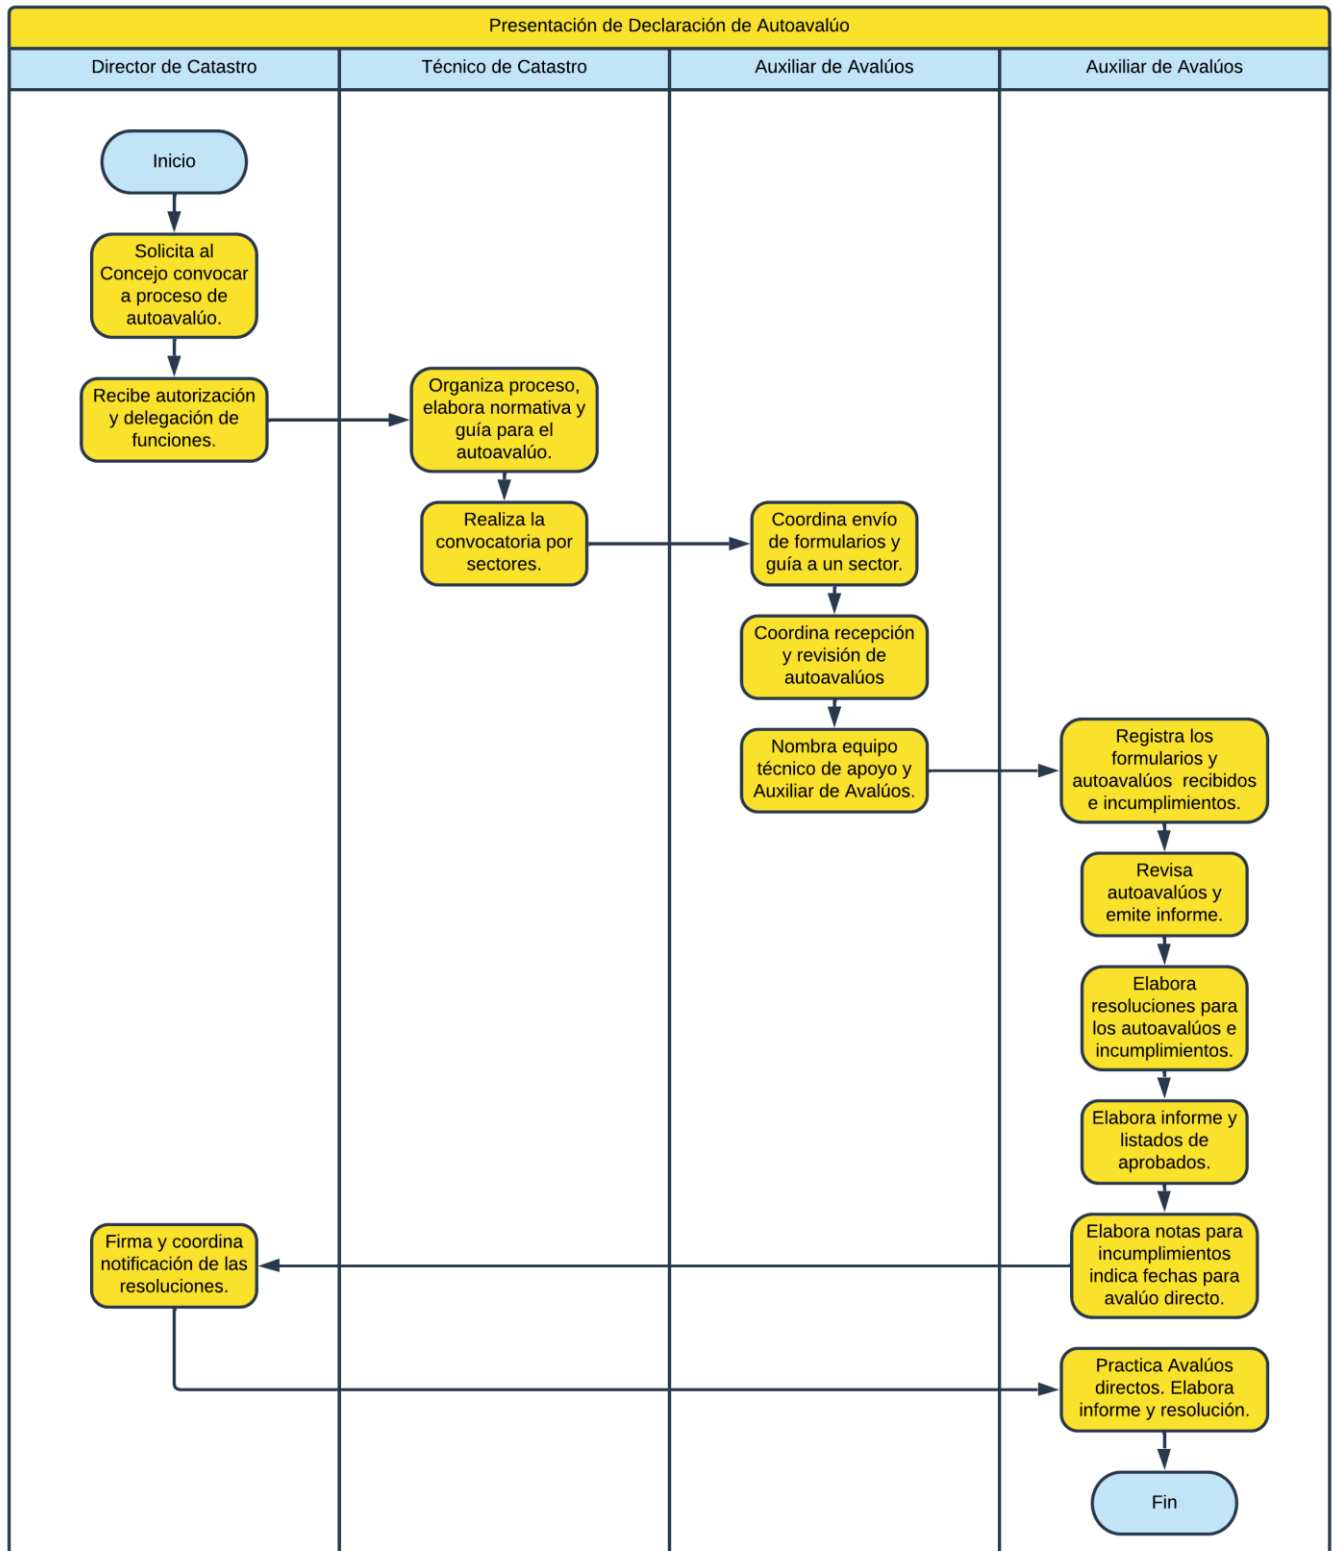 Presentación de Declaración de Autoavalúo
Director de Catastro
Técnico de Catastro
Auxiliar de Avalúos
Auxiliar de Avalúos
Inicio
Solicita al
Concejo convocar
a proceso de
autoavalúo.
Recibe autorización
y delegación de
funciones.
Organiza proceso,
elabora normativa y
guía para el
autoavalúo.
Realiza la
convocatoria por
sectores.
Coordina envío
de formularios y
guía a un sector.
Coordina recepción
y revisión de
autoavalúos
Nombra equipo
técnico de apoyo y
Auxiliar de Avalúos.
Registra los
formularios y
autoavalúos recibidos
e incumplimientos.
Revisa
autoavalúos y
emite informe.
Elabora
resoluciones para
los autoavalúos e
incumplimientos.
Elabora informe y
listados de
aprobados.
Elabora notas para
incumplimientos
indica fechas para
avalúo directo.
Firma y coordina
notificación de las
resoluciones.
Practica Avalúos
directos. Elabora
informe y resolución.
Fin